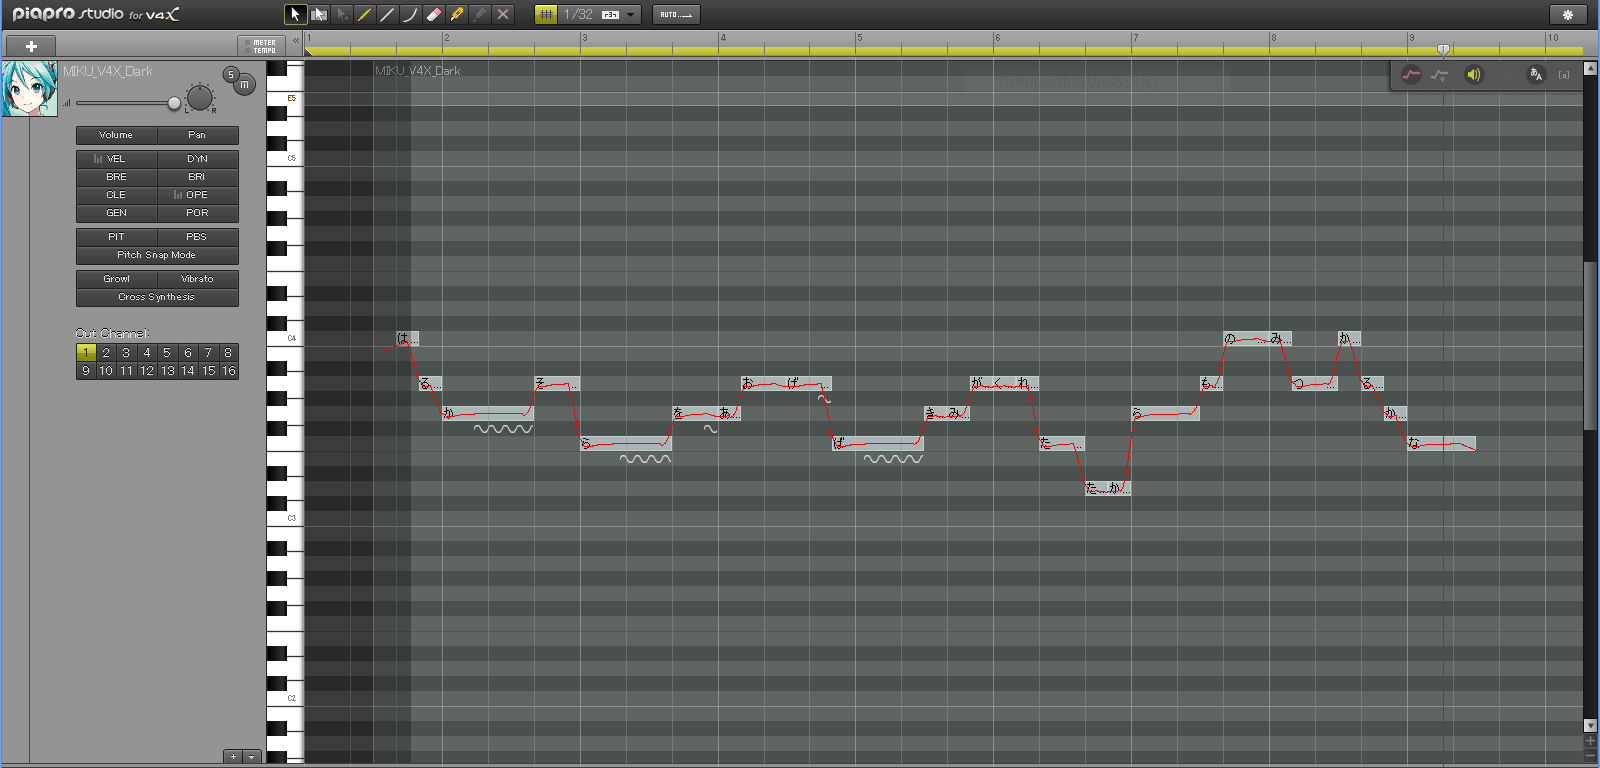 piapro studio for V4X
1/32
AUTO
METER
TEMPO
1 2 3 4 5 6 7 8 9 10
MIKU_V4X_Dark
S
m
L R
Volume Pan
VEL DYN
BRE BRI
CLE OPE
GEN POR
PIT PBS
Pitch Snap Mode
Growl Vibrato
Cross Synthesis
Out Channel:
1 2 3 4 5 6 7 8
9 10 11 12 13 14 15 16
MIKU_V4X_Dark
あA
[a]
E5
C5
C4
C3
C2
は... の ...み... か...
る... そ ... お ば ... が く れ も... つ ... る...
か を あ... き み... ら か...
ら ば た ... な
た... か...